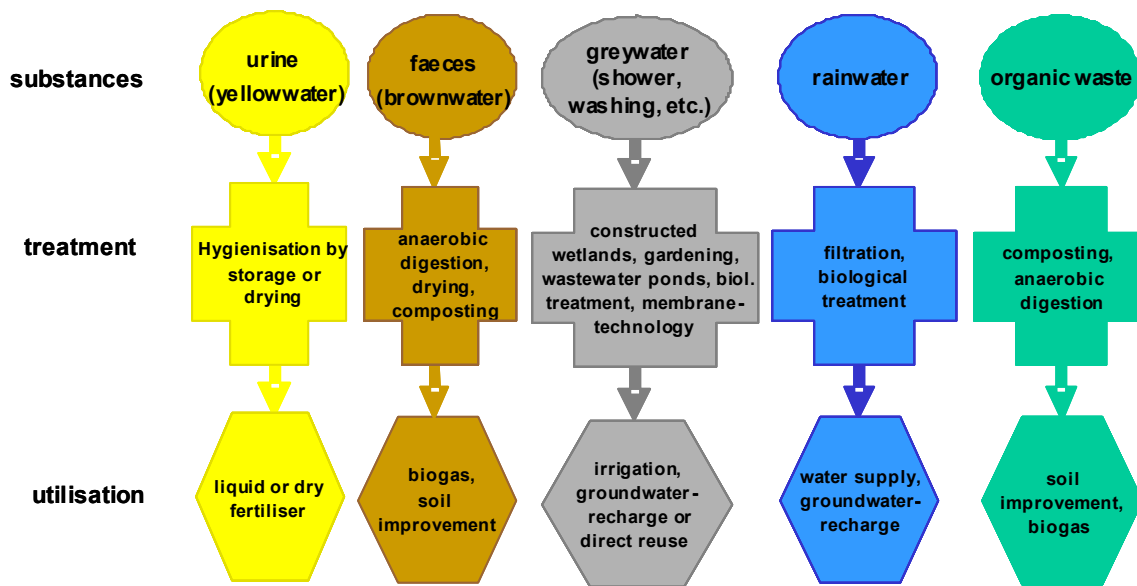 substances
urine
(yellowwater)
faeces
(brownwater)
greywater
(shower,
washing, etc.)
rainwater
organic waste
treatment
Hygienisation by
storage or
drying
anaerobic
digestion,
drying,
composting
constructed
wetlands, gardening,
wastewater ponds, biol.
treatment, membrane-
technology
filtration,
biological
treatment
composting,
anaerobic
digestion
utilisation
liquid or dry
fertiliser
biogas,
soil
improvement
irrigation,
groundwater-
recharge or
direct reuse
water supply,
groundwater-
recharge
soil
improvement,
biogas